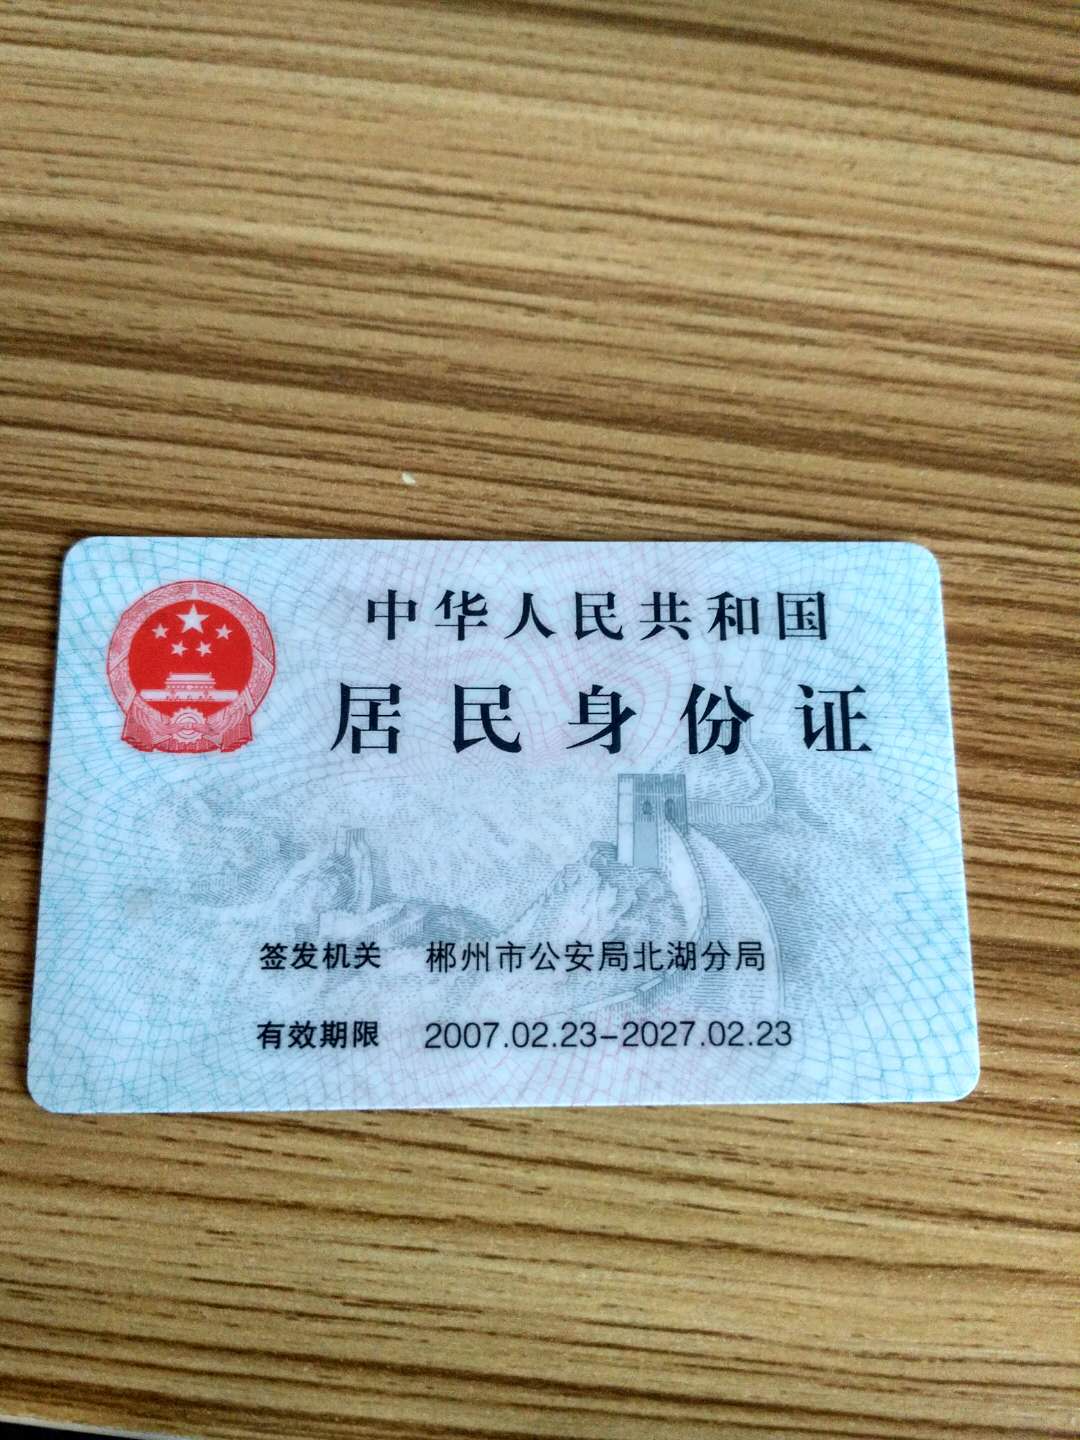 中华人民共和国
居民身份证
签发机关 郴州市公安局北湖分局
有效期限 2007.02.23-2027.02.23